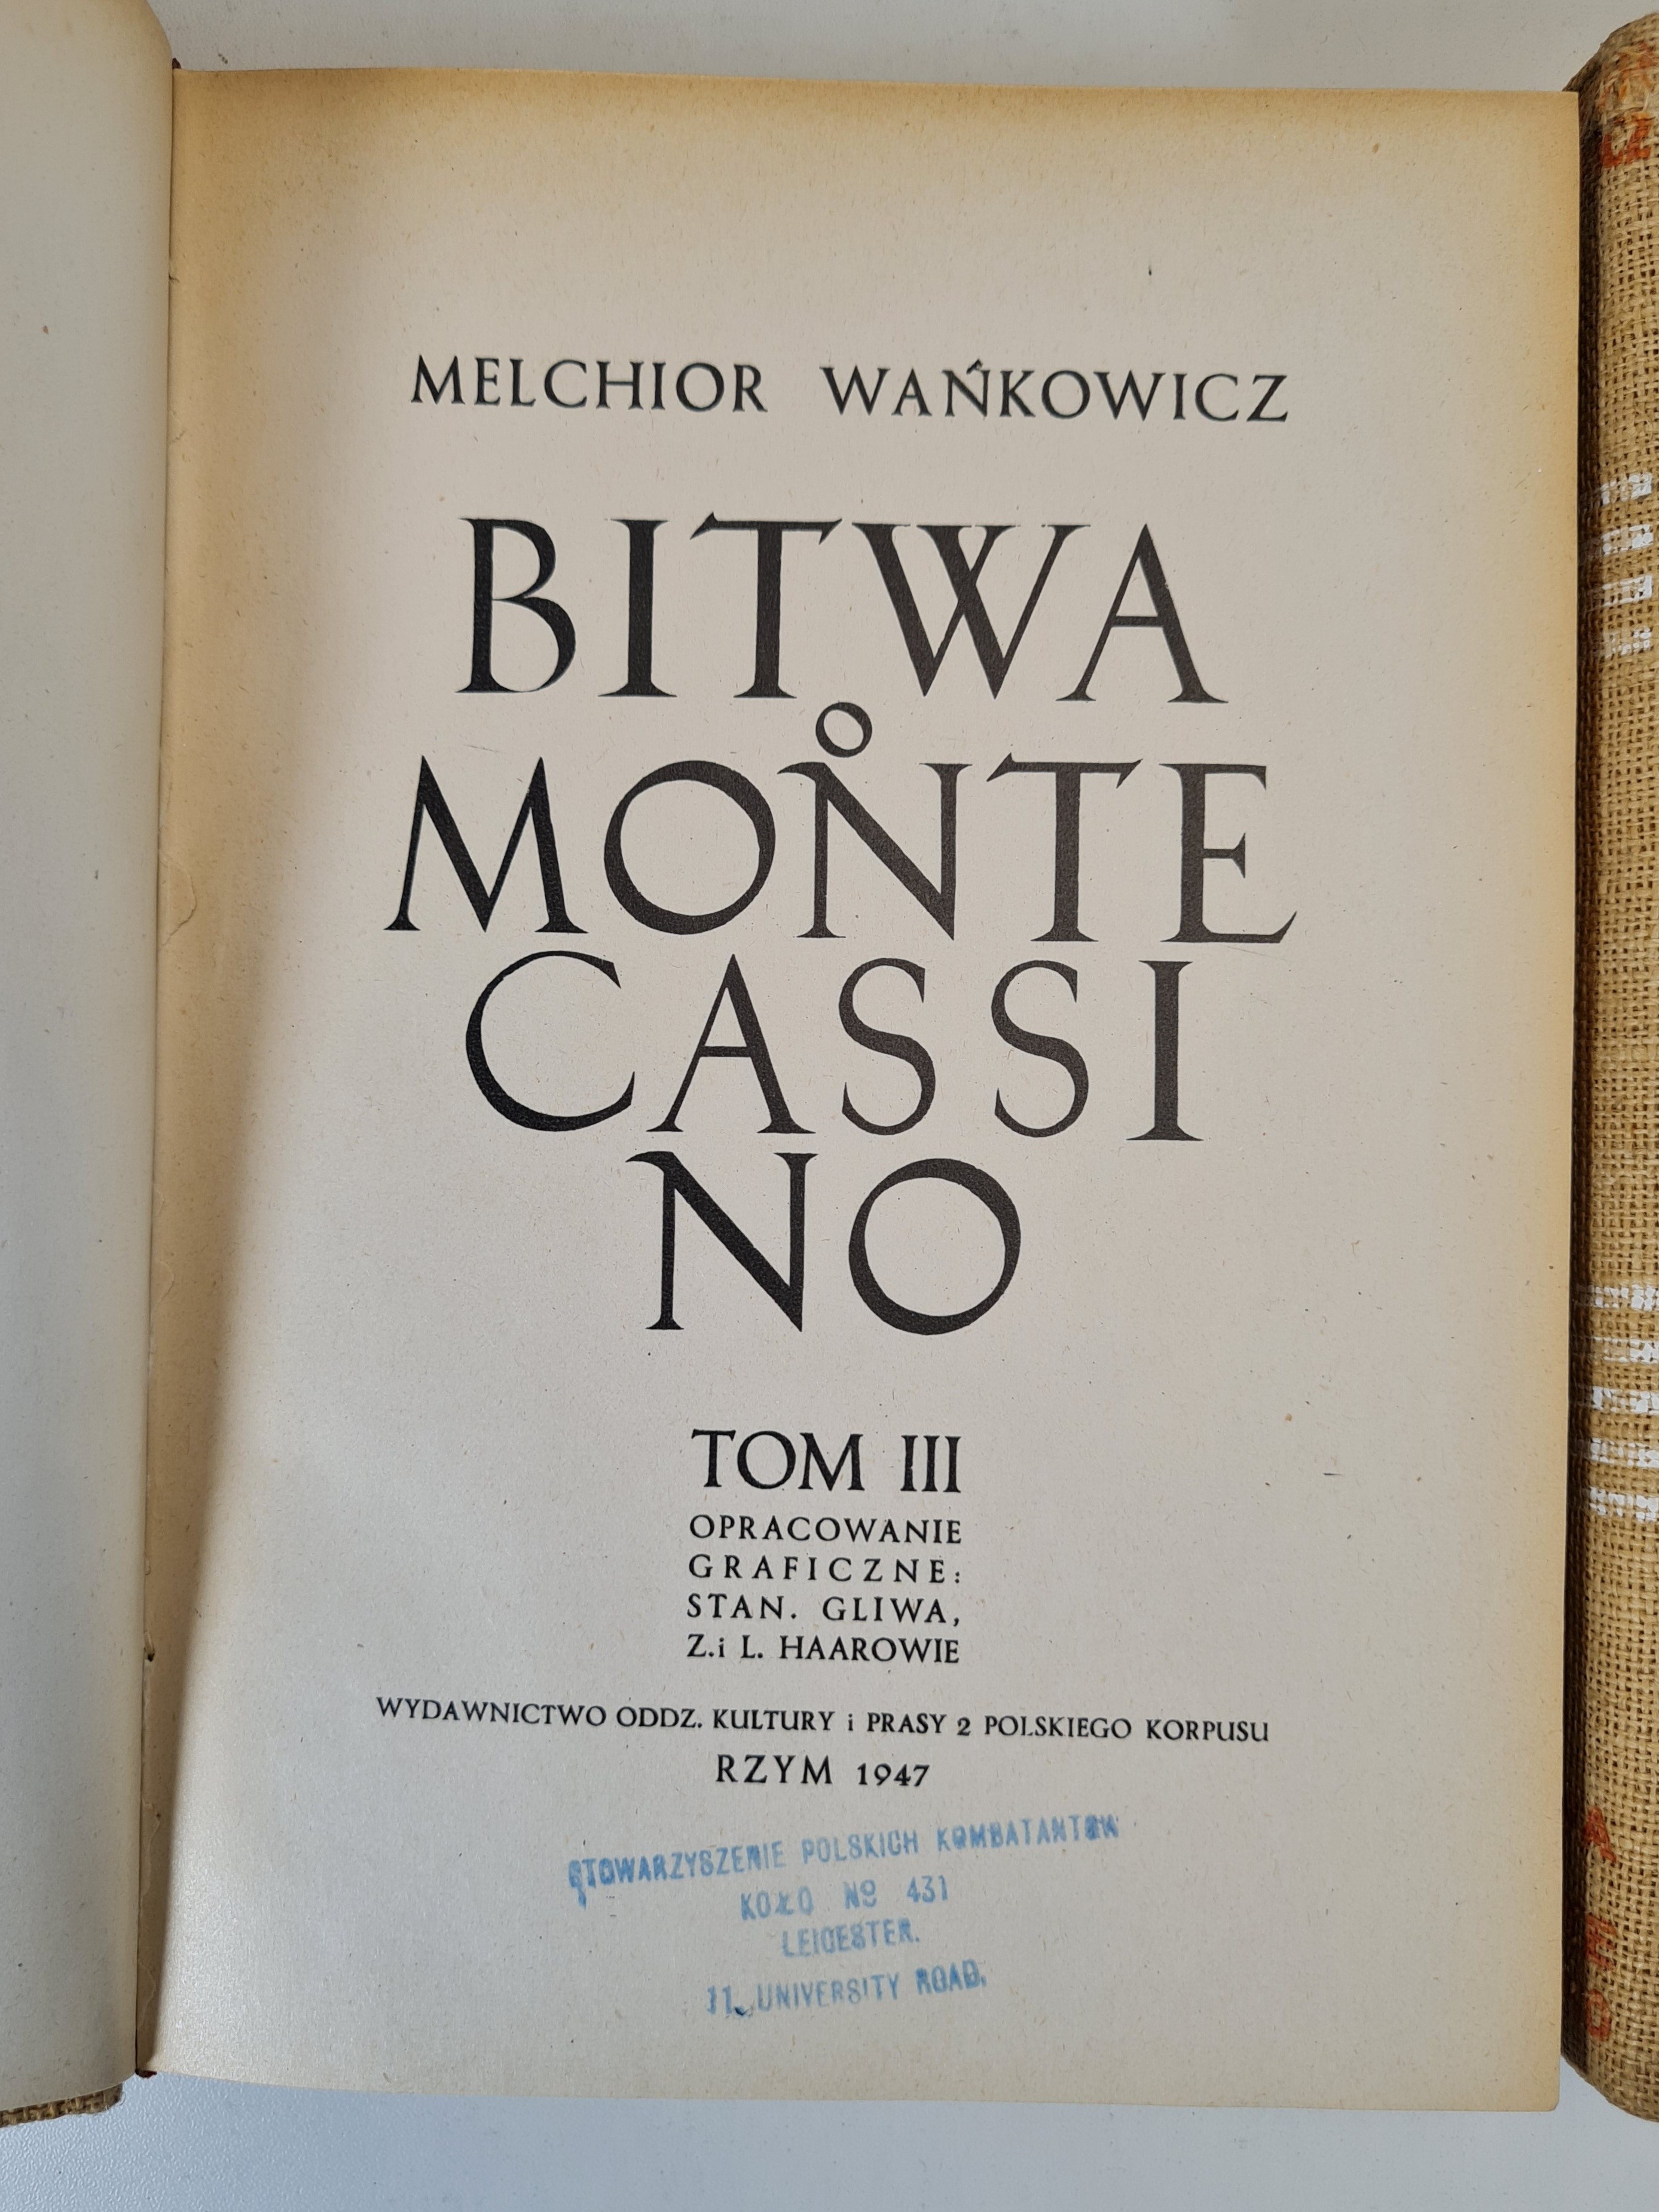 MELCHIOR WAŃKOWICZ
BITWA
O
MONTE
CASSI
NO
TOM III
OPRACOWANIE
GRAFICZNE:
STAN. GLIWA,
Z. i L. HAAROWIE
WYDAWNICTWO ODDZ. KULTURY i PRASY 2 POLSKIEGO KORPUSU
RZYM 1947
STOWARZYSZENIE POLSKICH KOMBATANTOW
KOŁO No 431
LEICESTER.
11, UNIVERSITY ROAD.